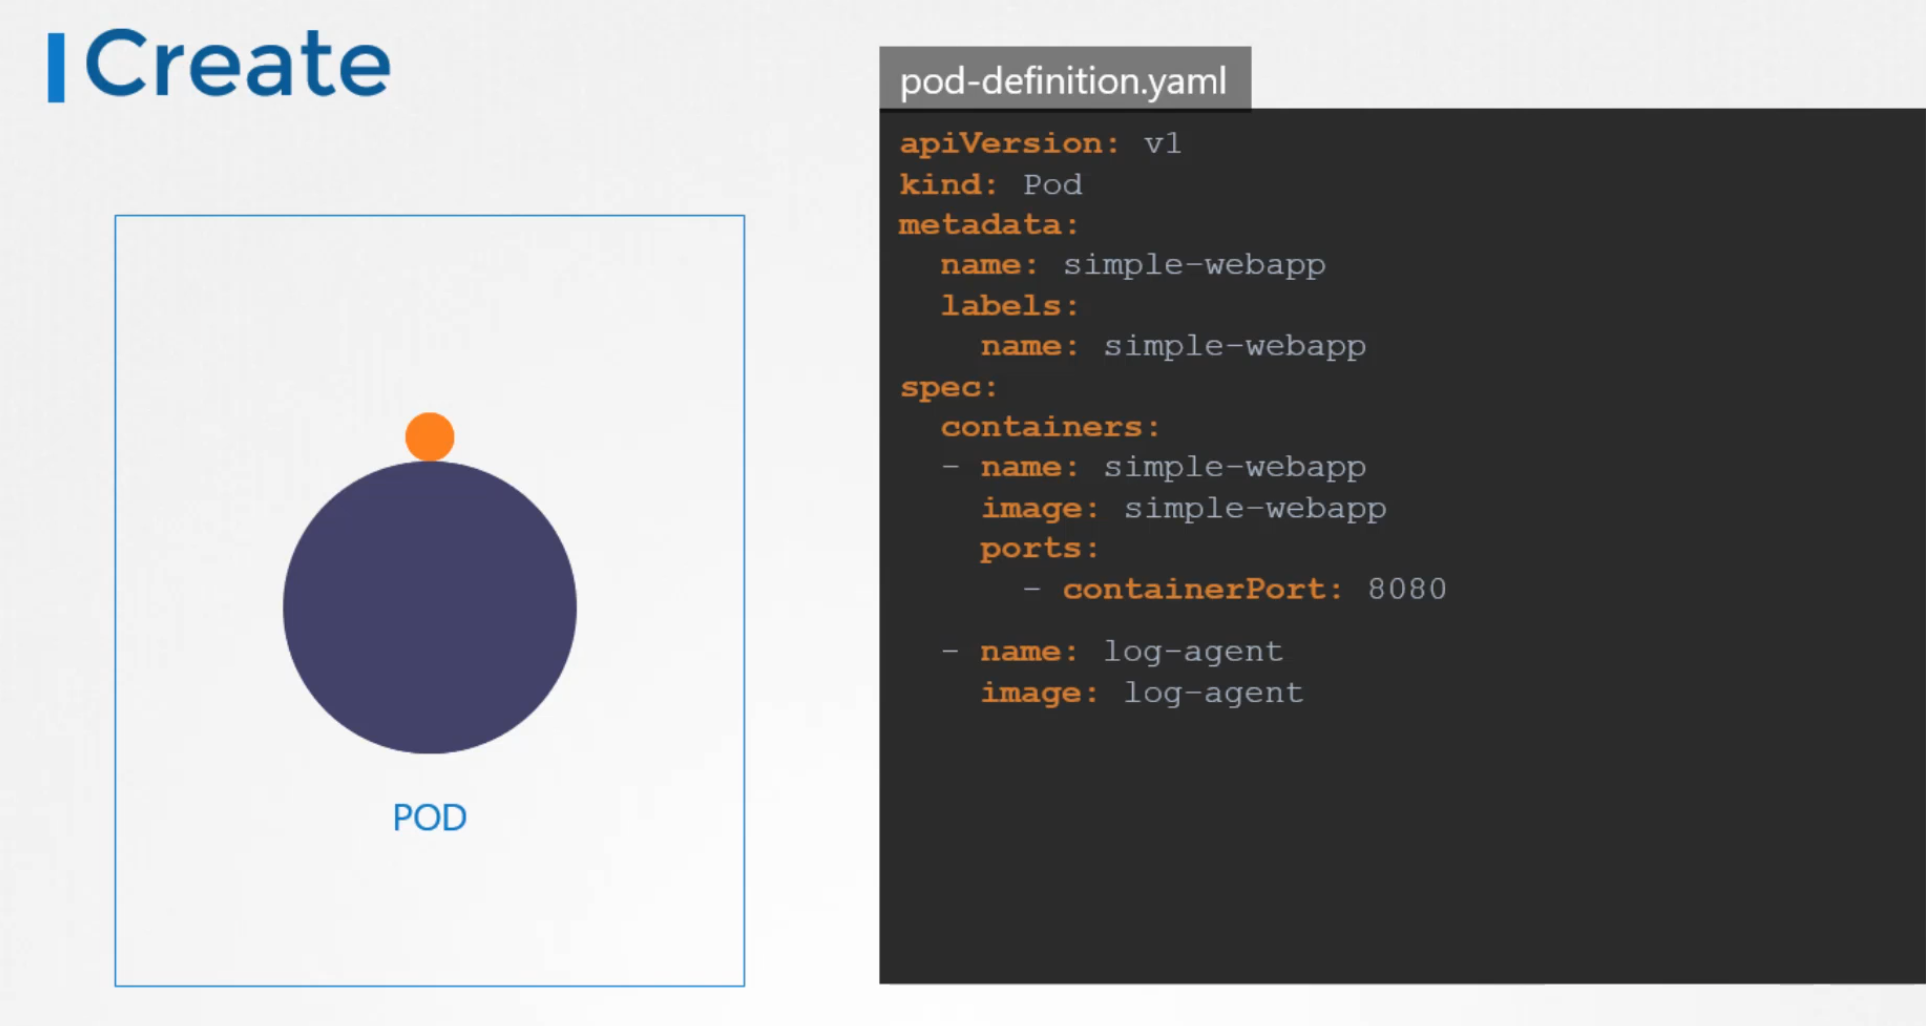 Create
pod-definition.yaml
apiVersion: v1
kind: Pod
metadata:
  name: simple-webapp
  labels:
    name: simple-webapp
spec:
  containers:
  - name: simple-webapp
    image: simple-webapp
    ports:
      - containerPort: 8080
  - name: log-agent
    image: log-agent
POD